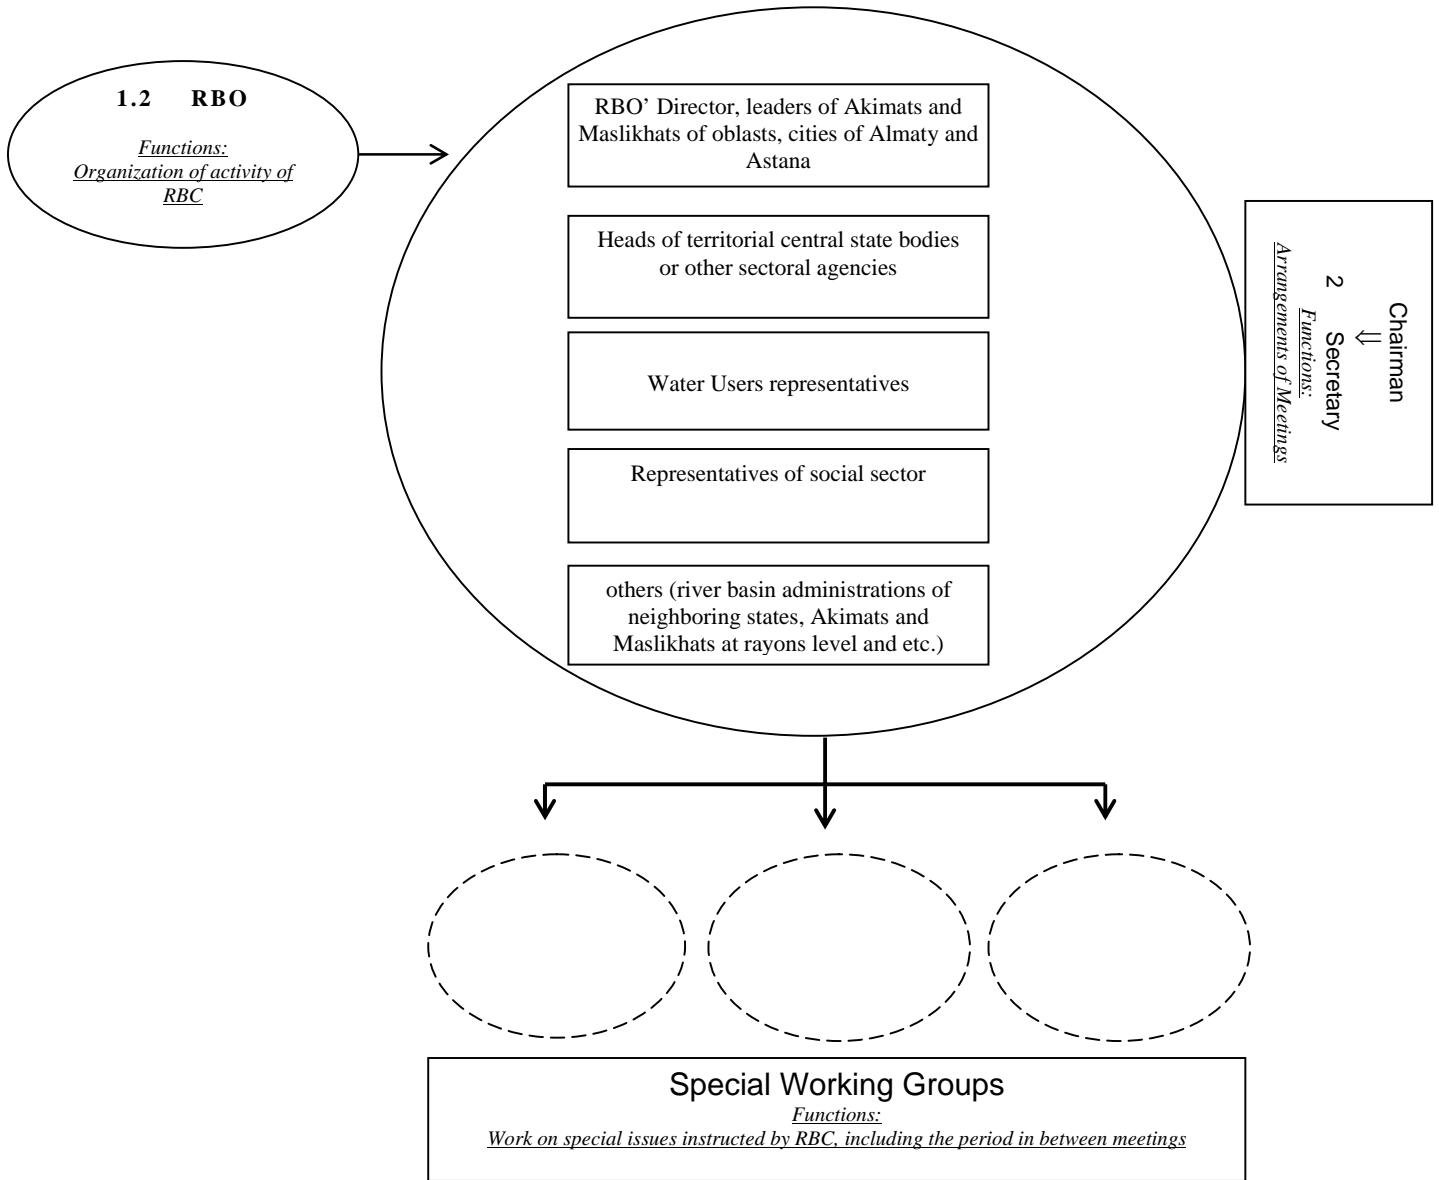 1.2 RBO
Functions:
Organization of activity of
RBC
RBO’ Director, leaders of Akimats and
Maslikhats of oblasts, cities of Almaty and
Astana
Heads of territorial central state bodies
or other sectoral agencies
Water Users representatives
Representatives of social sector
others (river basin administrations of
neighboring states, Akimats and
Maslikhats at rayons level and etc.)
Chairman
⇓
2 Secretary
Functions:
Arrangements of Meetings
Special Working Groups
Functions:
Work on special issues instructed by RBC, including the period in between meetings